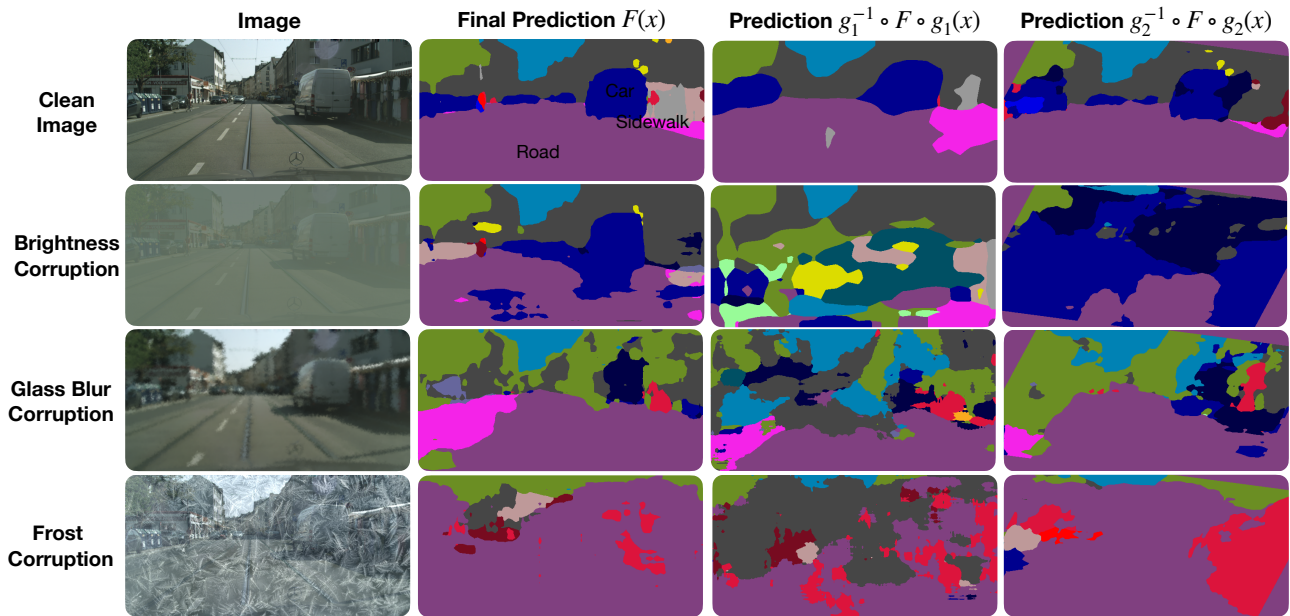 Image
Final Prediction F(x)
Prediction g₁⁻¹ ∘ F ∘ g₁(x)
Prediction g₂⁻¹ ∘ F ∘ g₂(x)
Clean
Image
Car
Sidewalk
Road
Brightness
Corruption
Glass Blur
Corruption
Frost
Corruption